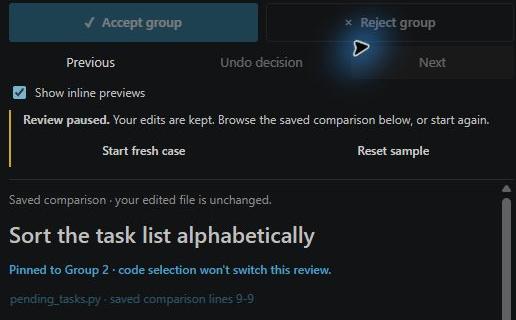 ✓ Accept group
× Reject group
Previous
Undo decision
Next
Show inline previews
Review paused. Your edits are kept. Browse the saved comparison below, or start again.
Start fresh case
Reset sample
Saved comparison · your edited file is unchanged.
Sort the task list alphabetically
Pinned to Group 2 · code selection won't switch this review.
pending_tasks.py · saved comparison lines 9-9